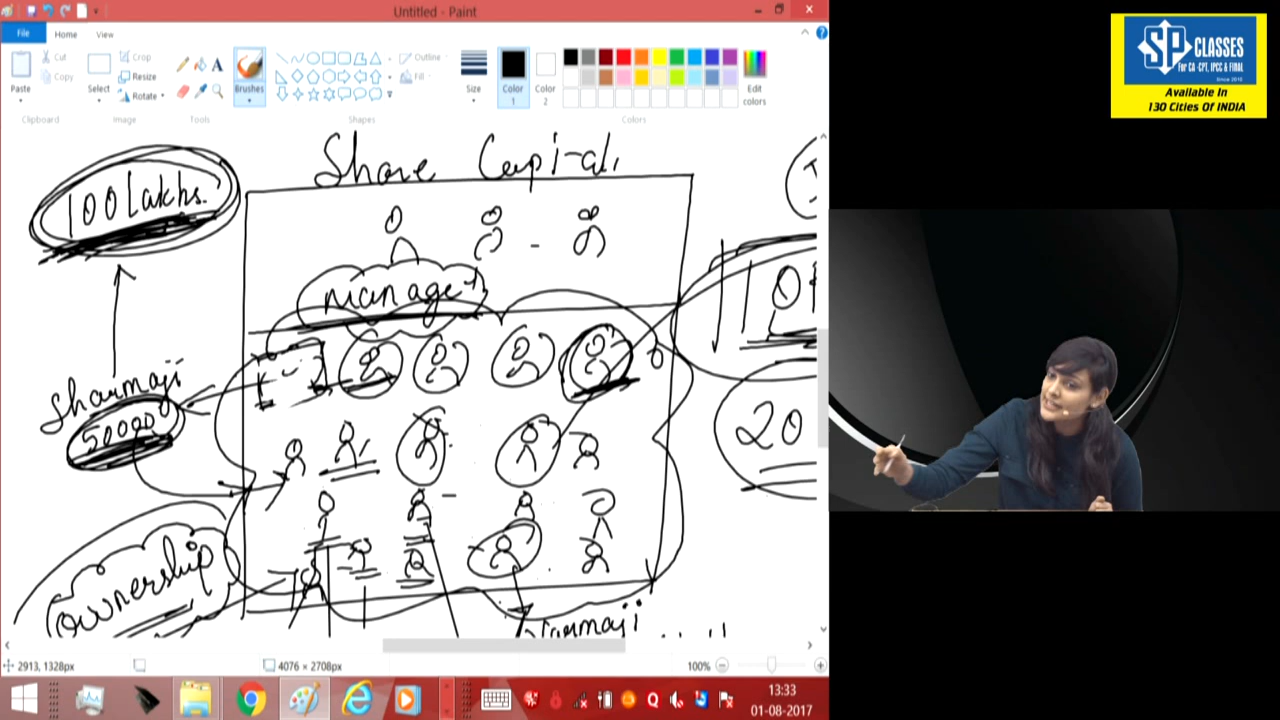 Untitled - Paint
File
Home
View
Paste
Cut
Copy
Clipboard
Select
Crop
Resize
Rotate
Image
Tools
Brushes
Shapes
Outline
Fill
Size
Color 1
Color 2
Edit colors
Colors
SP CLASSES
For CA -CPT, IPCC & FINAL
Since 2010
Available In
130 Cities Of INDIA
Share Capital
100 Lakhs.
manage
Sharmaji
50000
20
ownership
2913, 1328px
4076 × 2708px
100%
13:33
01-08-2017